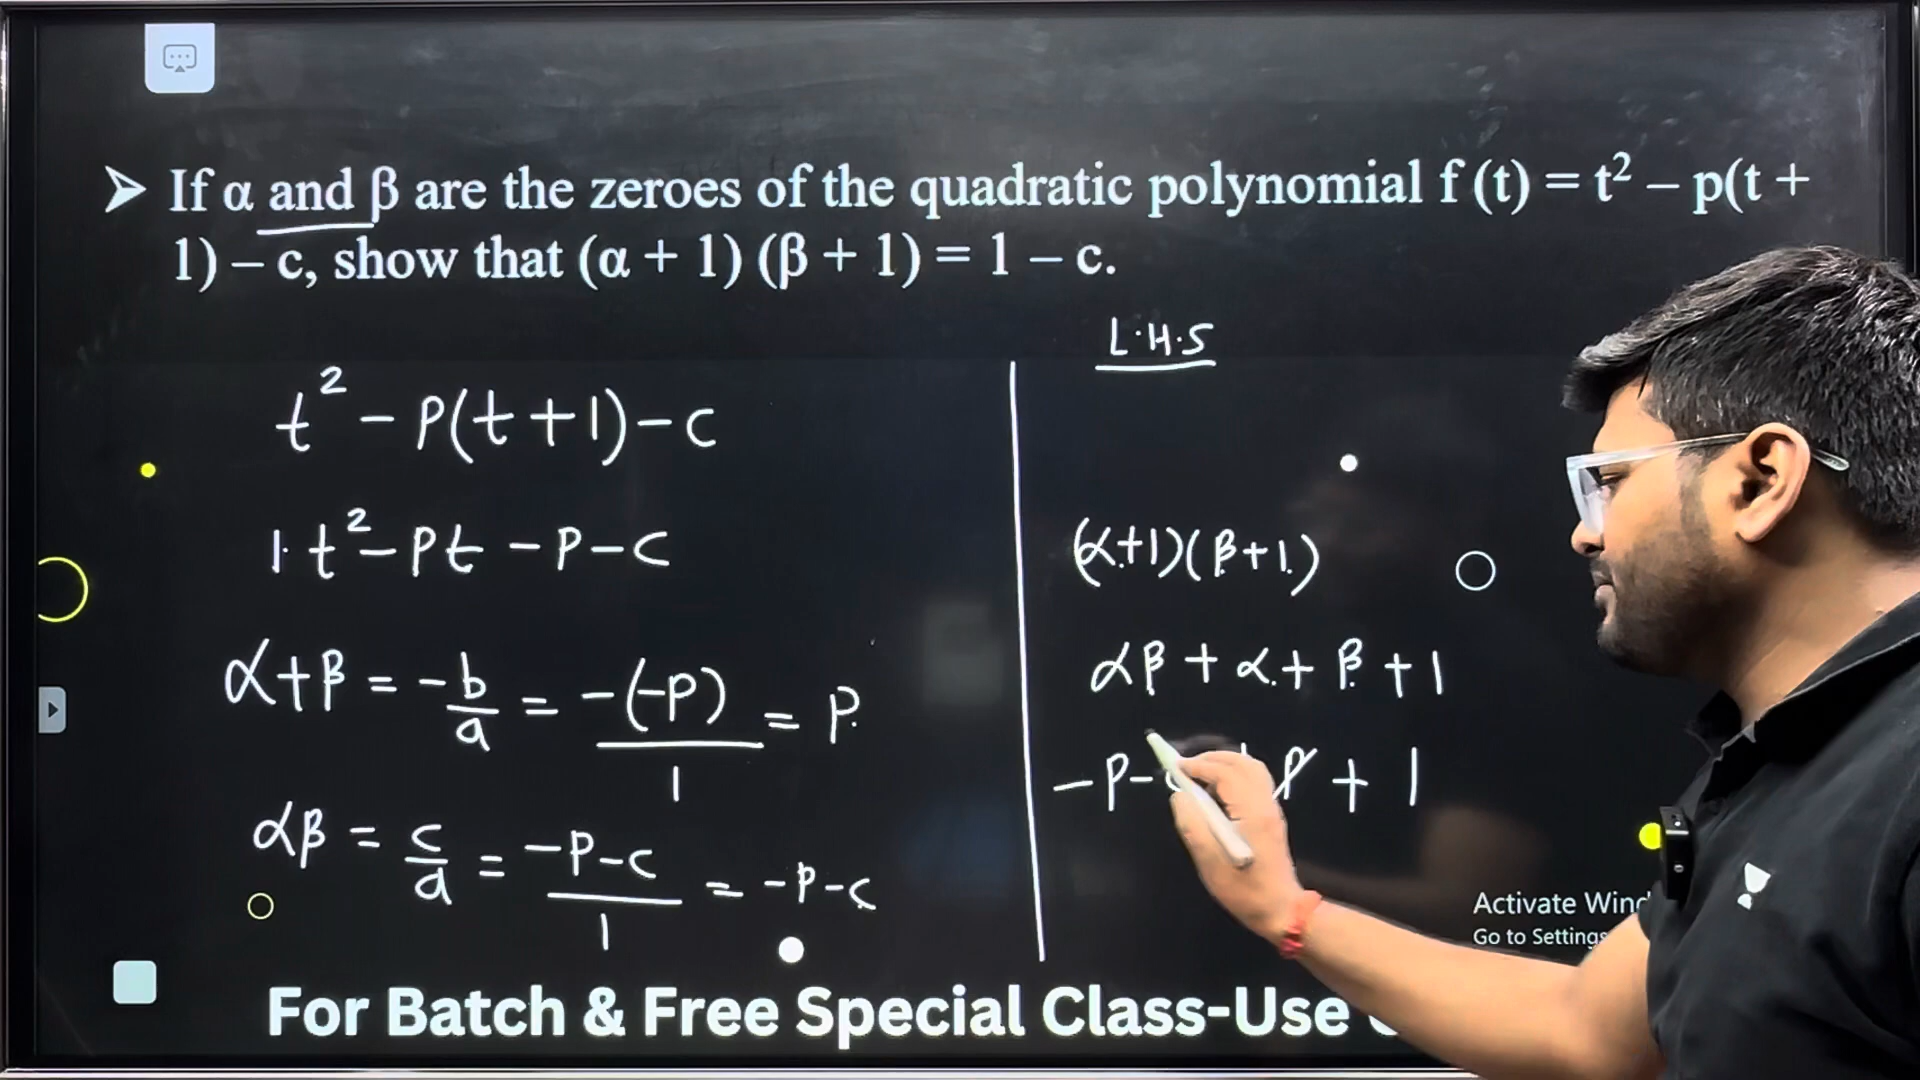 ➤ If α and β are the zeroes of the quadratic polynomial f (t) = t² – p(t +
1) – c, show that (α + 1) (β + 1) = 1 – c.
t² - p(t+1) - c
1·t² - pt - p - c
α+β = -b/a = -(-p)/1 = p
αβ = c/a = -p-c/1 = -p-c
L.H.S
(α+1)(β+1)
αβ + α + β + 1
-p- p + 1
Activate
Go to Settings
For Batch & Free Special Class-Use